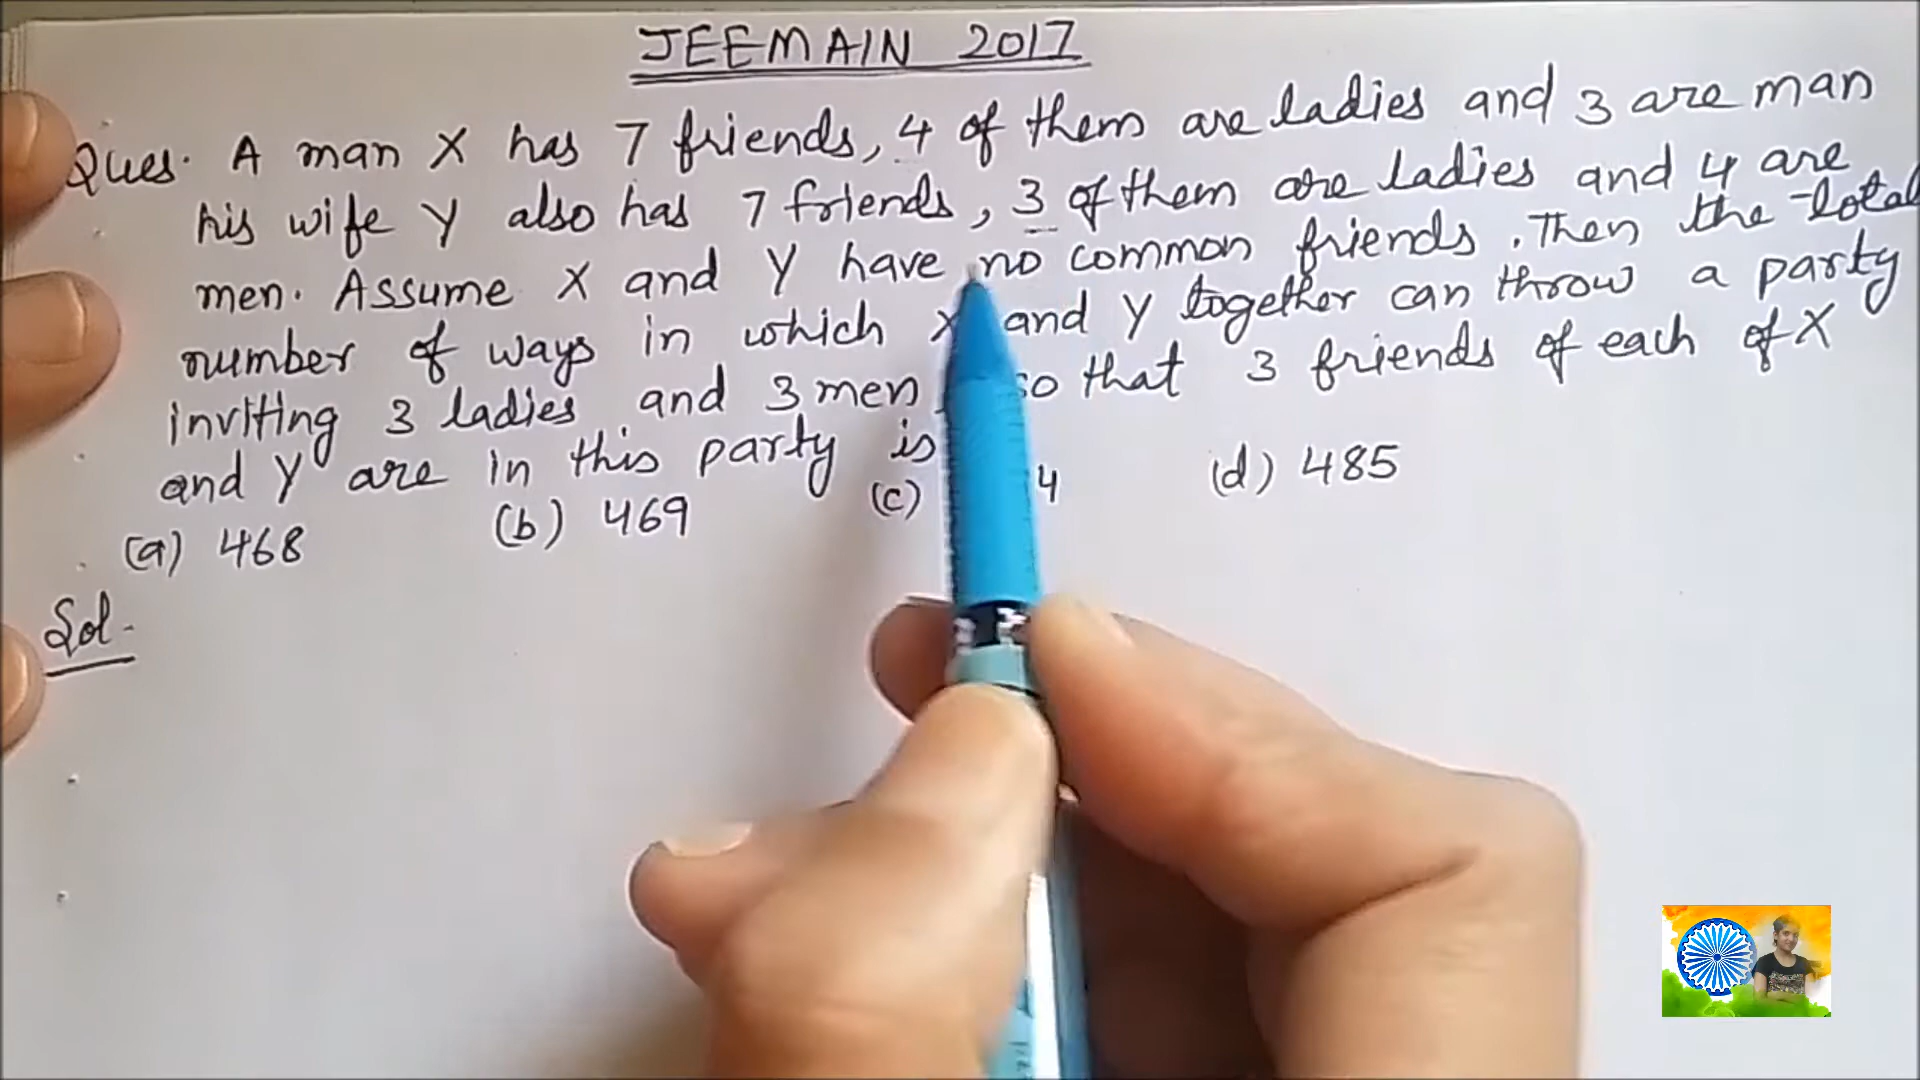 JEEMAIN 2017
Ques. A man X has 7 friends, 4 of them are ladies and 3 are man
his wife Y also has 7 friends, 3 of them are ladies and 4 are
men. Assume X and Y have no common friends. Then the total
number of ways in which X and Y together can throw a party
inviting 3 ladies and 3 men, so that 3 friends of each of X
and Y are in this party is
(a) 468 (b) 469 (c) 4 (d) 485
Sol.